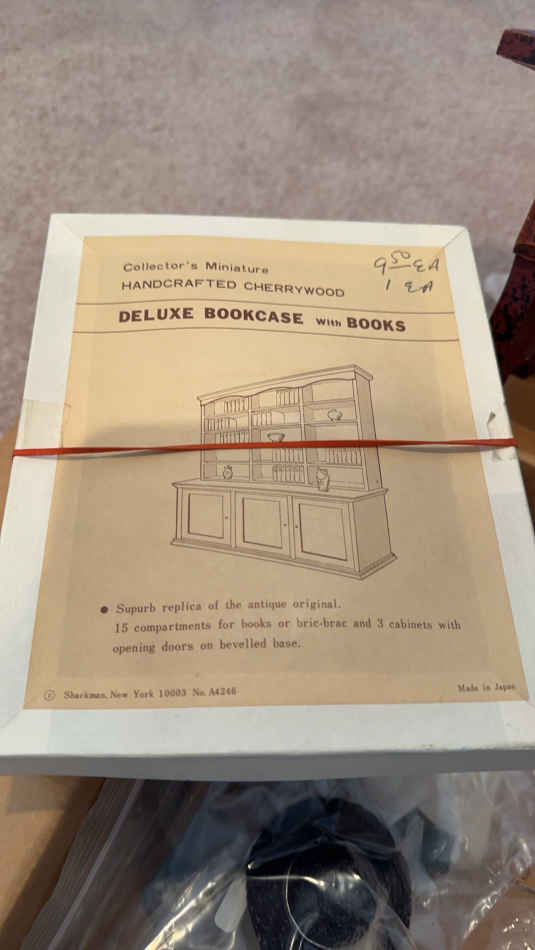 Collector's Miniature
HANDCRAFTED CHERRYWOOD
9 50 EA
1 EA
DELUXE BOOKCASE with BOOKS
● Supurb replica of the antique original.
15 compartments for books or bric-brac and 3 cabinets with
opening doors on bevelled base.
© Shackman, New York 10003 No. A4246
Made in Japan